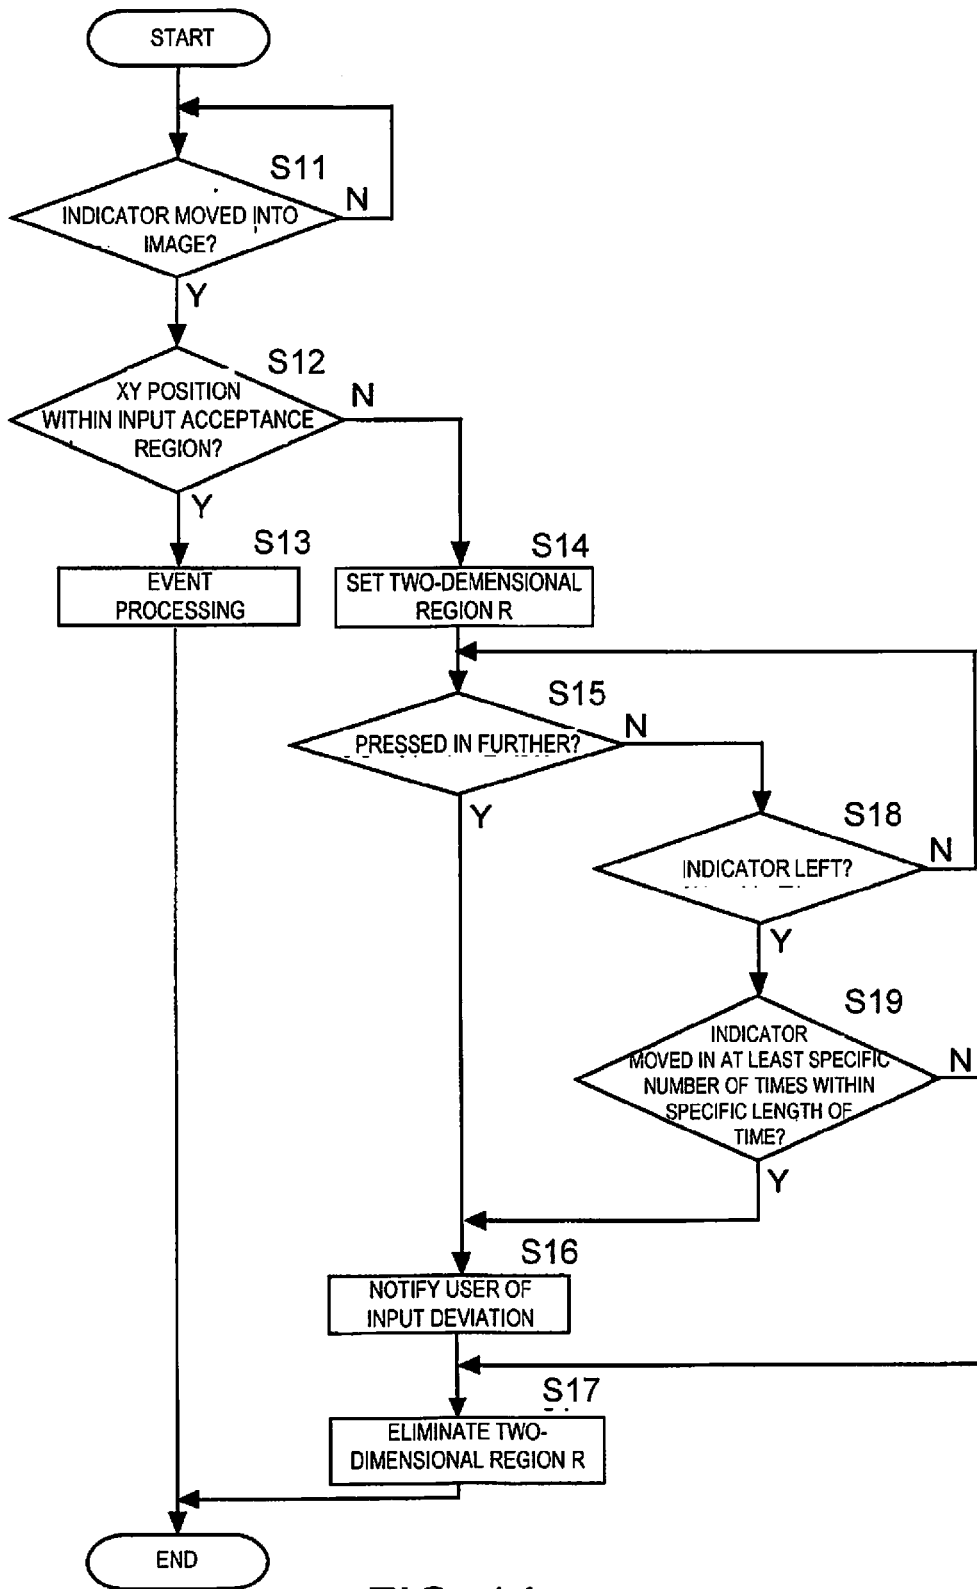 START
S11
N
INDICATOR MOVED INTO
IMAGE?
Y
S12
N
XY POSITION
WITHIN INPUT ACCEPTANCE
REGION?
Y
S13
EVENT
PROCESSING
S14
SET TWO-DEMENSIONAL
REGION R
S15
N
PRESSED IN FURTHER?
Y
S18
N
INDICATOR LEFT?
Y
S19
N
INDICATOR
MOVED IN AT LEAST SPECIFIC
NUMBER OF TIMES WITHIN
SPECIFIC LENGTH OF
TIME?
Y
S16
NOTIFY USER OF
INPUT DEVIATION
S17
ELIMINATE TWO-
DIMENSIONAL REGION R
END